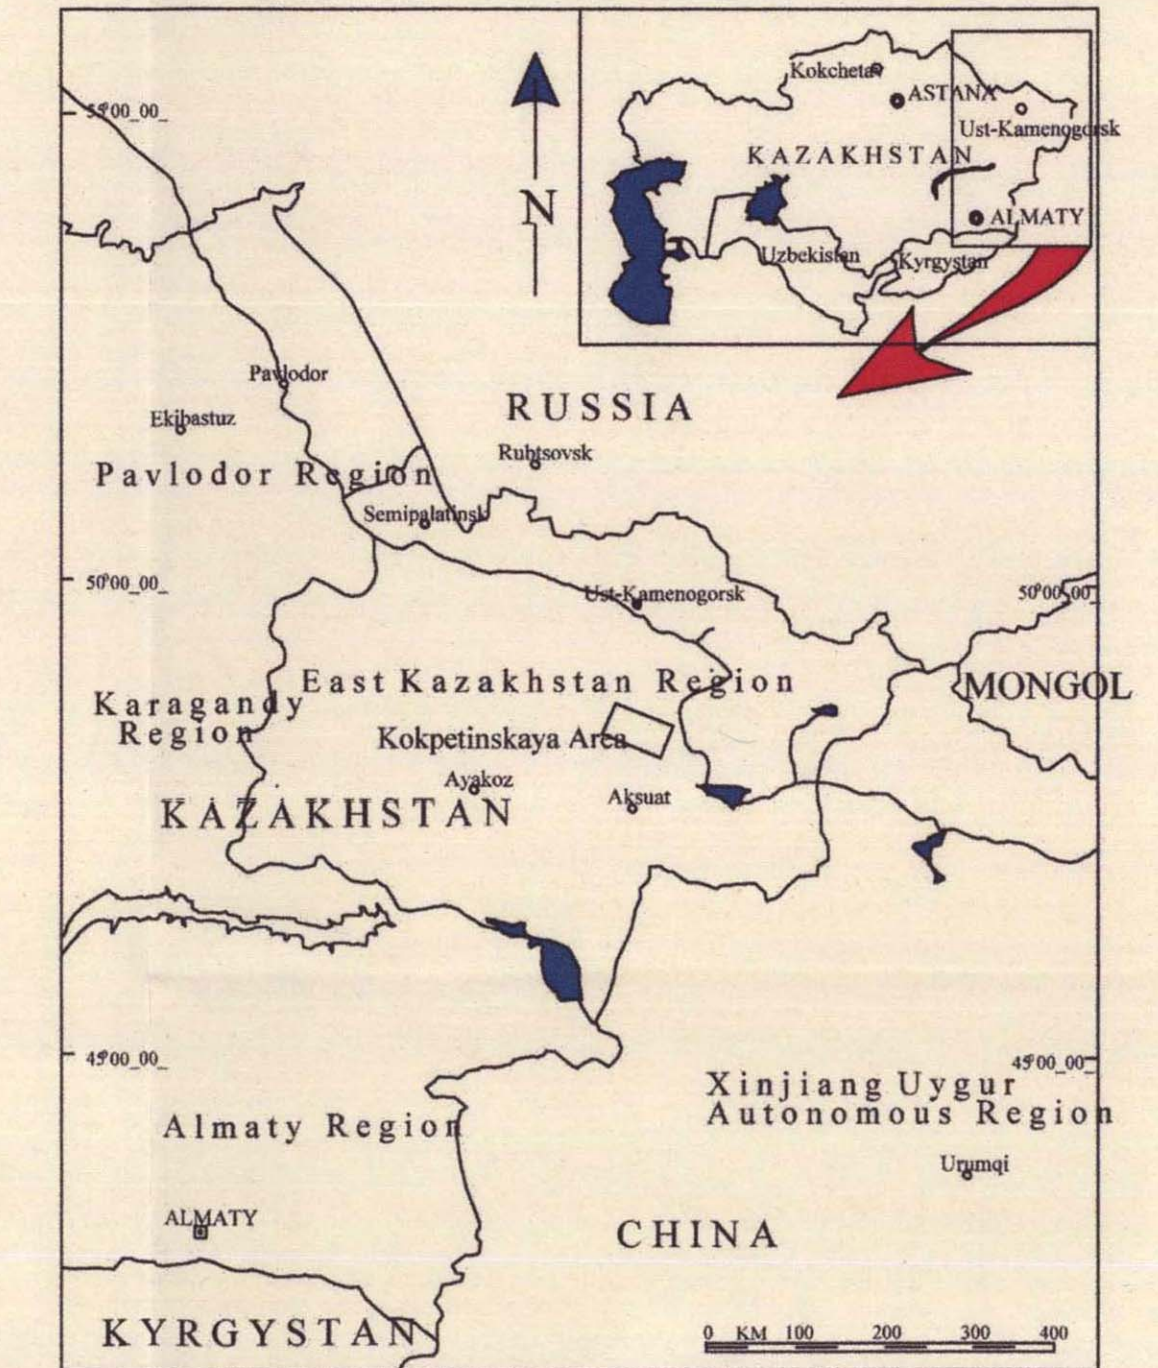 Kokchetav
ASTANA
Ust-Kamenogorsk
KAZAKHSTAN
ALMATY
Uzbekistan
Kyrgystan
55°00_00_
N
Pavlodor
Ekibastuz
RUSSIA
Rubtsovsk
Pavlodor Region
Semipalatinsk
50°00_00_
Ust-Kamenogorsk
50°00_00_
East Kazakhstan Region
MONGOL
Karagandy
Region
Kokpetinskaya Area
Ayakoz
Aksuat
KAZAKHSTAN
45°00_00_
45°00_00_
Xinjiang Uygur
Autonomous Region
Almaty Region
Urumqi
ALMATY
CHINA
KYRGYSTAN
0 KM 100 200 300 400